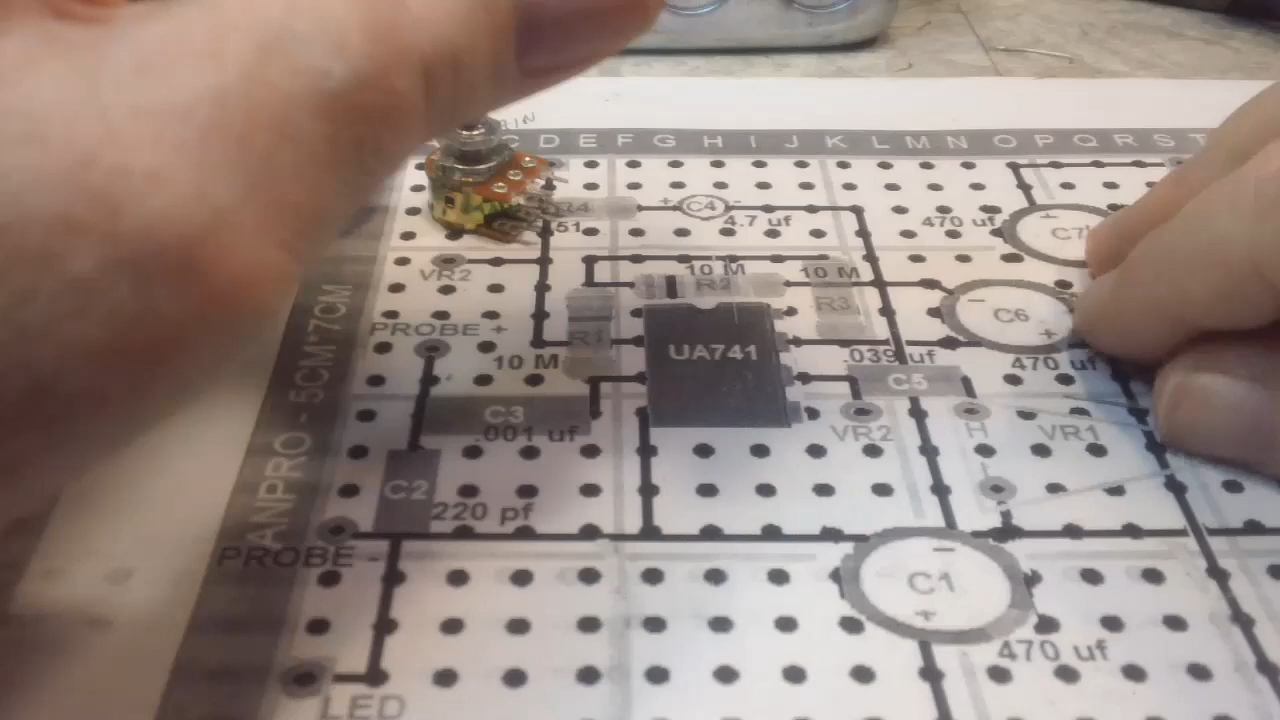 D E F G H I J K L M N O P Q R S T
C4
+ -
4.7 uf
470 uf
C7
51
VR2
10 M
10 M
R2
R3
C6
- +
PROBE +
R1
UA741
.039 uf
470 uf
10 M
C5
C3
.001 uf
VR2
H
VR1
C2
220 pf
PROBE -
C1
- +
470 uf
LED
ANPRO - 5CM*7CM